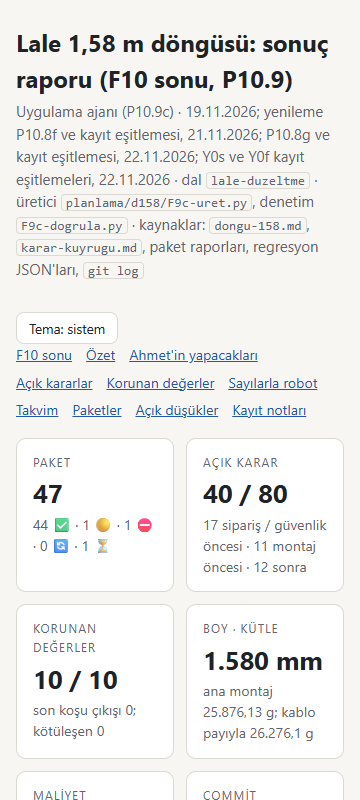 Lale 1,58 m döngüsü: sonuç
raporu (F10 sonu, P10.9)
Uygulama ajanı (P10.9c) · 19.11.2026; yenileme
P10.8f ve kayıt eşitlemesi, 21.11.2026; P10.8g ve
kayıt eşitlemesi, 22.11.2026; Y0s ve Y0f kayıt
eşitlemeleri, 22.11.2026 · dal lale-duzeltme ·
üretici planlama/d158/F9c-uret.py, denetim
F9c-dogrula.py · kaynaklar: dongu-158.md,
karar-kuyrugu.md, paket raporları, regresyon
JSON'ları, git log
Tema: sistem
F10 sonu Özet Ahmet'in yapacakları
Açık kararlar Korunan değerler Sayılarla robot
Takvim Paketler Açık düşükler Kayıt notları
PAKET
47
44 ✅ · 1 🟡 · 1 ⛔
· 0 🔄 · 1 ⏳
AÇIK KARAR
40 / 80
17 sipariş / güvenlik
öncesi · 11 montaj
öncesi · 12 sonra
KORUNAN
DEĞERLER
10 / 10
son koşu çıkışı 0;
kötüleşen 0
BOY · KÜTLE
1.580 mm
ana montaj
25.876,13 g; kablo
payıyla 26.276,1 g
MALİYET
COMMİT